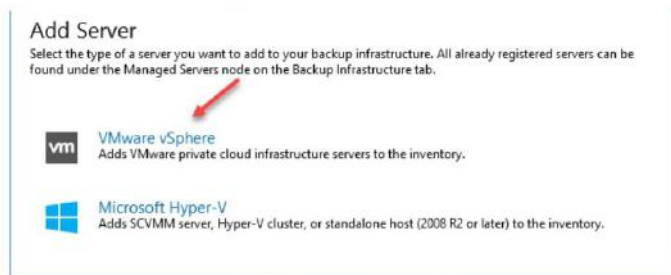 Add Server
Select the type of a server you want to add to your backup infrastructure. All already registered servers can be
found under the Managed Servers node on the Backup Infrastructure tab.
vm
VMware vSphere
Adds VMware private cloud infrastructure servers to the inventory.
Microsoft Hyper-V
Adds SCVMM server, Hyper-V cluster, or standalone host (2008 R2 or later) to the inventory.